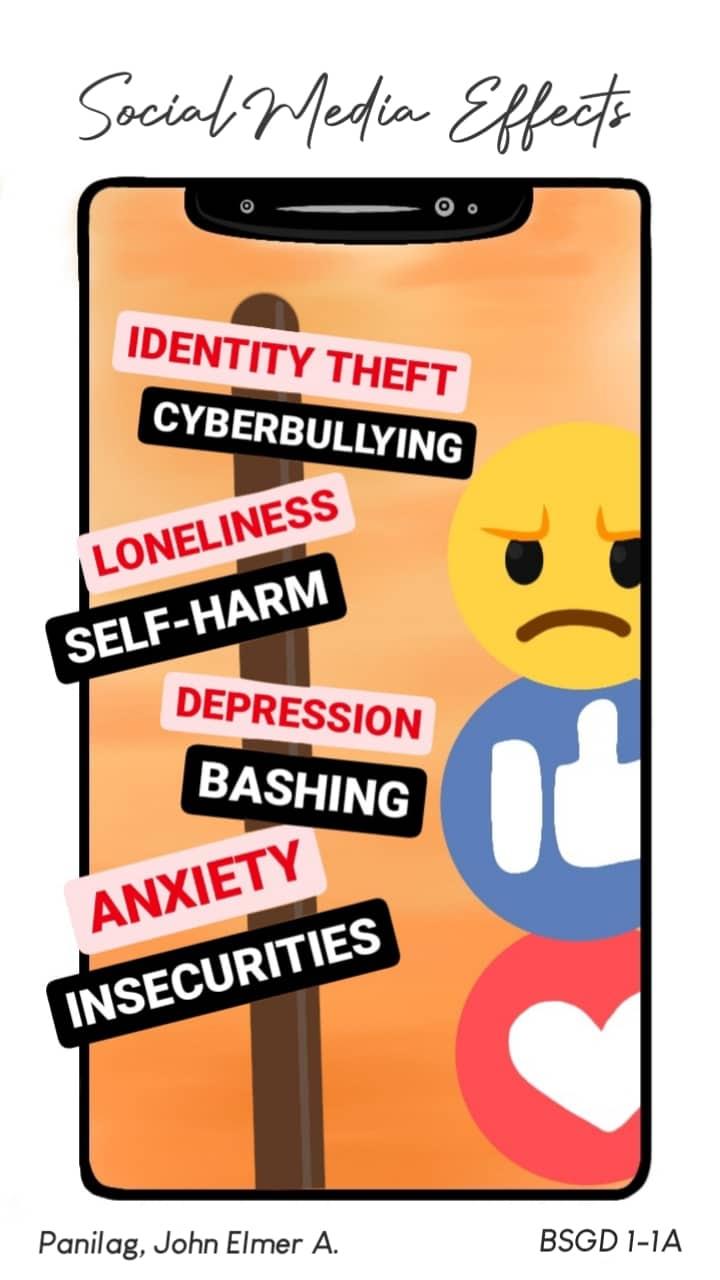 Social Media Effects
IDENTITY THEFT
CYBERBULLYING
LONELINESS
SELF-HARM
DEPRESSION
BASHING
ANXIETY
INSECURITIES
Panilag, John Elmer A.
BSGD 1-1A